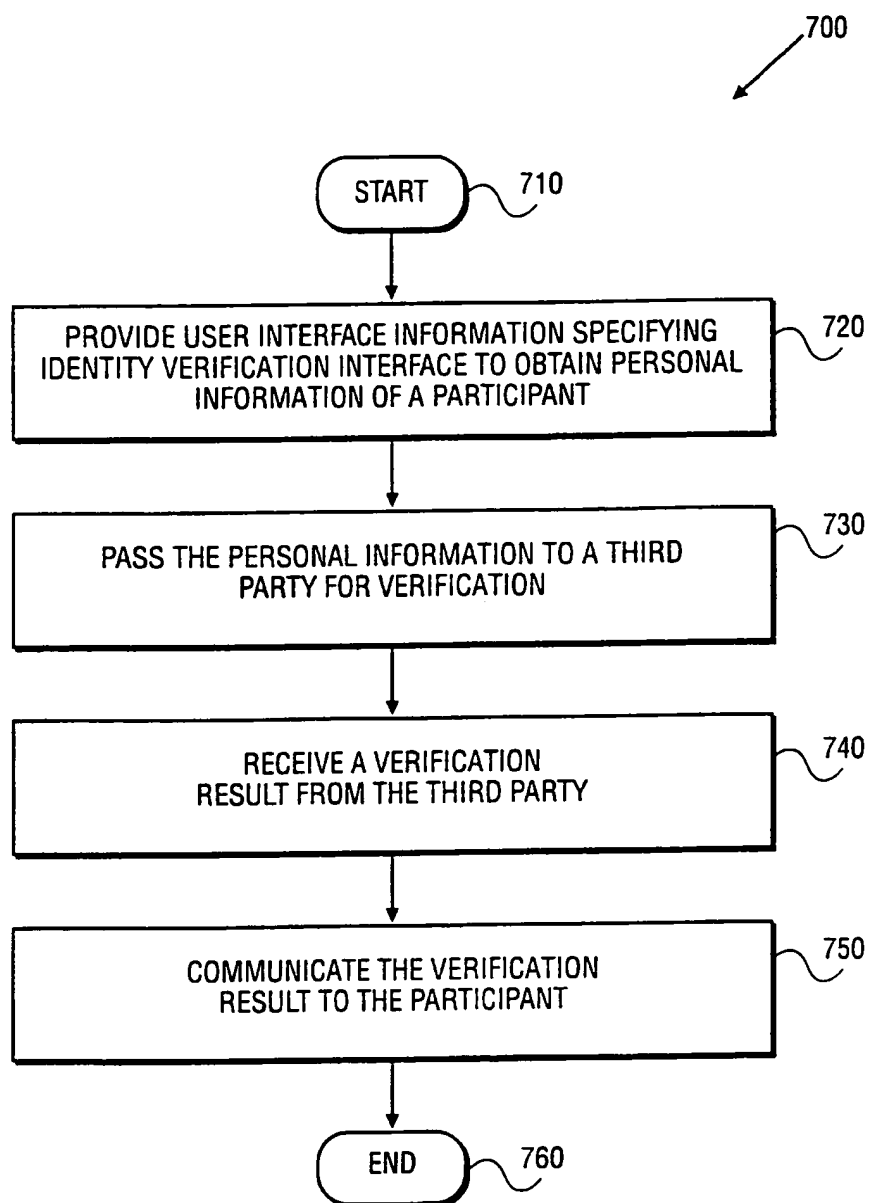 700
START
710
PROVIDE USER INTERFACE INFORMATION SPECIFYING
IDENTITY VERIFICATION INTERFACE TO OBTAIN PERSONAL
INFORMATION OF A PARTICIPANT
720
PASS THE PERSONAL INFORMATION TO A THIRD
PARTY FOR VERIFICATION
730
RECEIVE A VERIFICATION
RESULT FROM THE THIRD PARTY
740
COMMUNICATE THE VERIFICATION
RESULT TO THE PARTICIPANT
750
END
760